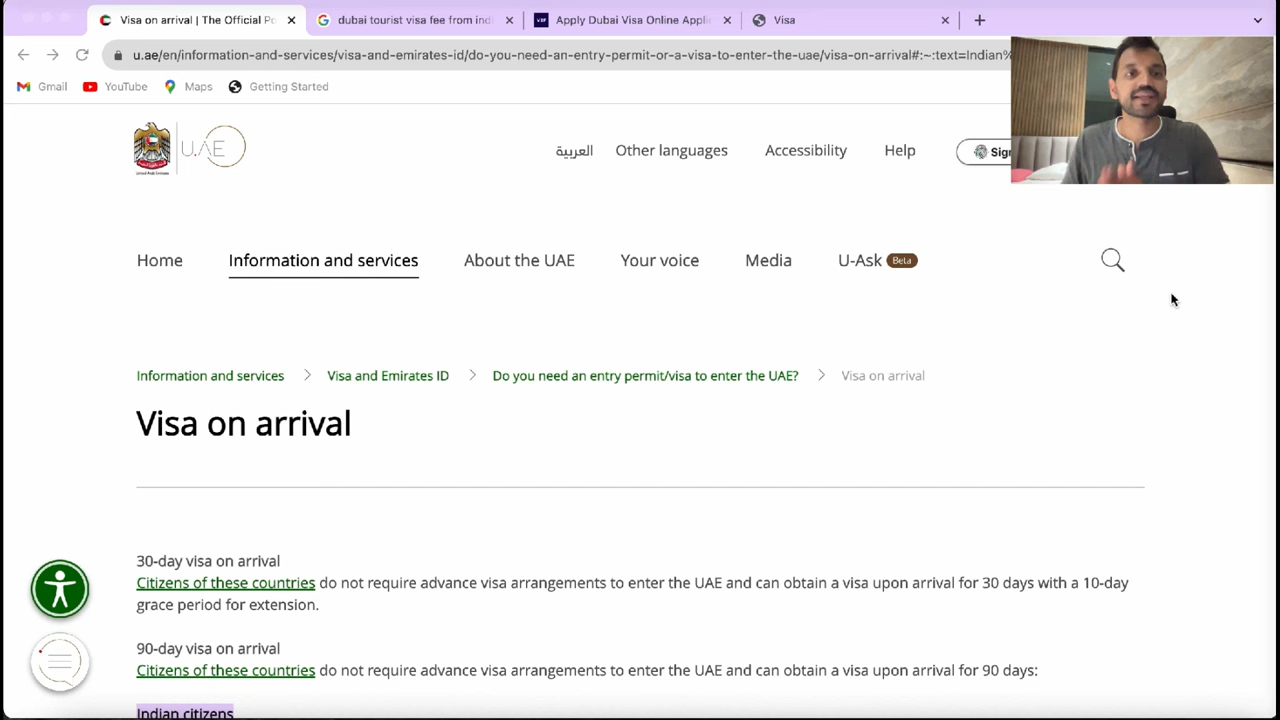 Visa on arrival | The Official Po
dubai tourist visa fee from indi
VSF
Apply Dubai Visa Online Applic
Visa
u.ae/en/information-and-services/visa-and-emirates-id/do-you-need-an-entry-permit-or-a-visa-to-enter-the-uae/visa-on-arrival#:~:text=Indian%
Gmail
YouTube
Maps
Getting Started
UAE
العربية
Other languages
Accessibility
Help
Sig
Home
Information and services
About the UAE
Your voice
Media
U-Ask Beta
Information and services > Visa and Emirates ID > Do you need an entry permit/visa to enter the UAE? > Visa on arrival
Visa on arrival
30-day visa on arrival
Citizens of these countries do not require advance visa arrangements to enter the UAE and can obtain a visa upon arrival for 30 days with a 10-day
grace period for extension.
90-day visa on arrival
Citizens of these countries do not require advance visa arrangements to enter the UAE and can obtain a visa upon arrival for 90 days:
Indian citizens